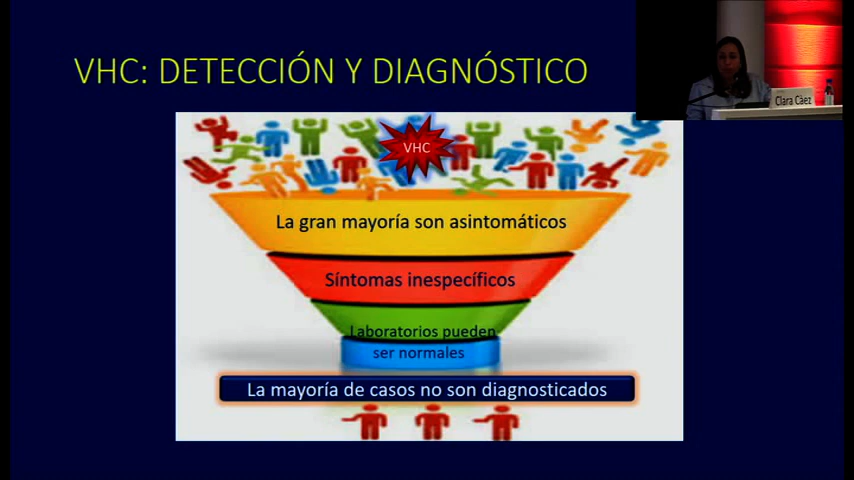 VHC: DETECCIÓN Y DIAGNÓSTICO
Clara Càez
VHC
La gran mayoría son asintomáticos
Síntomas inespecíficos
Laboratorios pueden
ser normales
La mayoría de casos no son diagnosticados